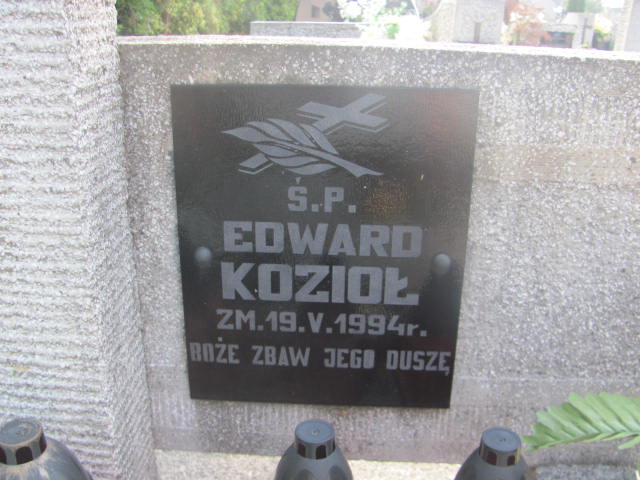 Ś.P.
EDWARD
KOZIOŁ
ZM.19.V.1994r.
BOŻE ZBAW JEGO DUSZĘ